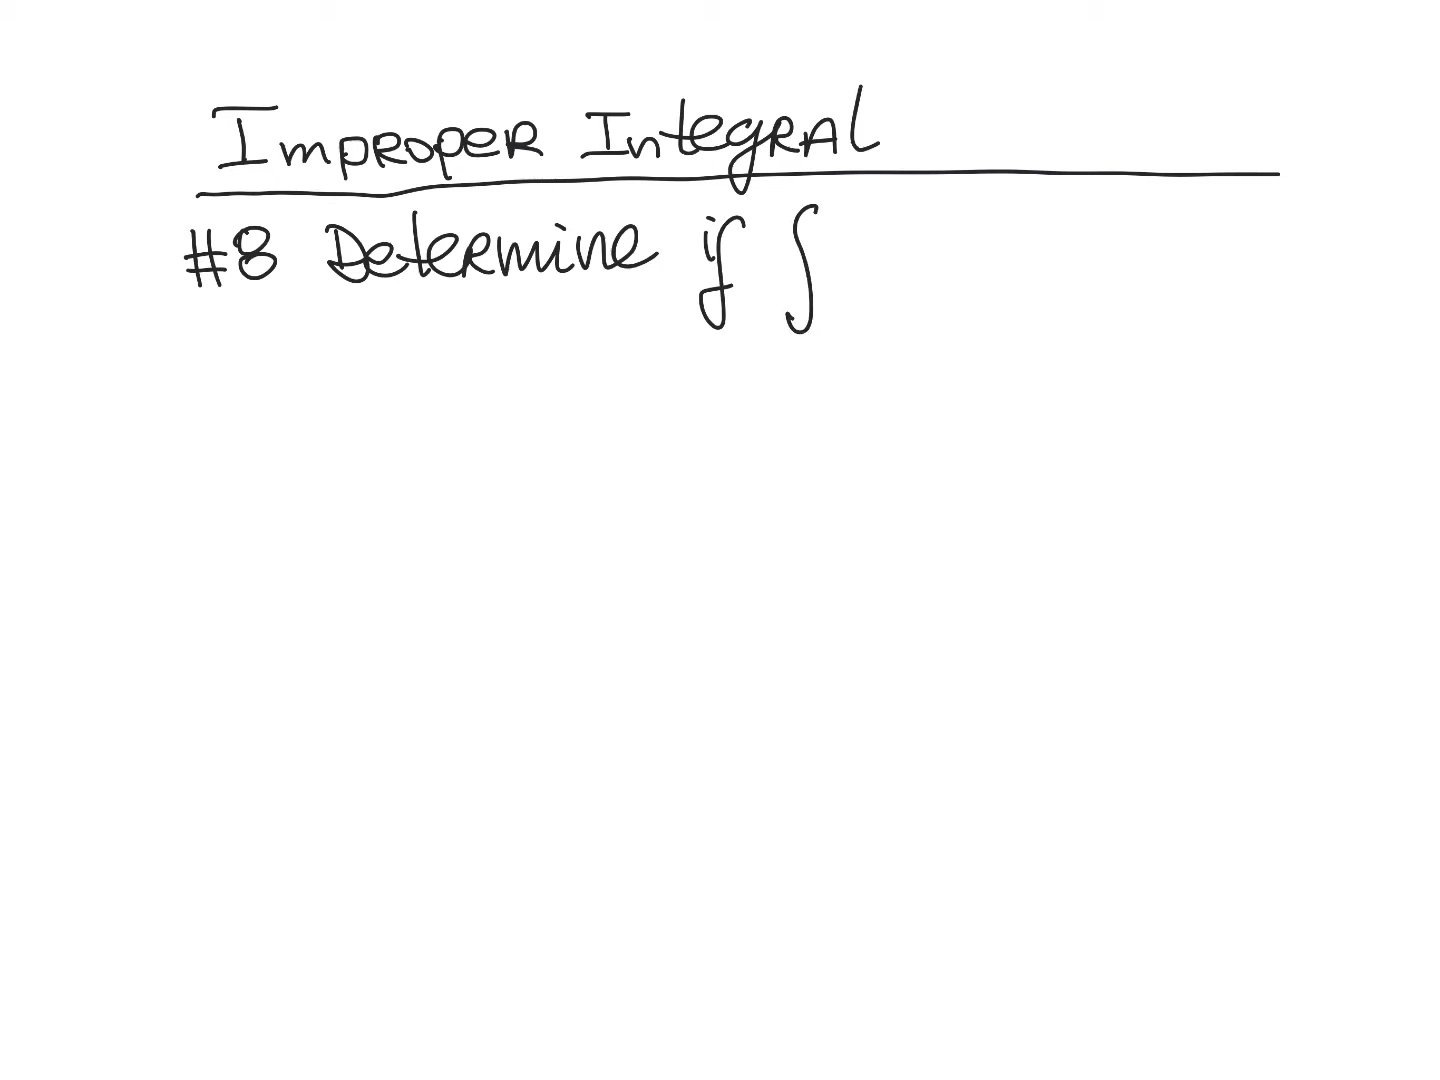 Improper Integral
#8 Determine if ∫